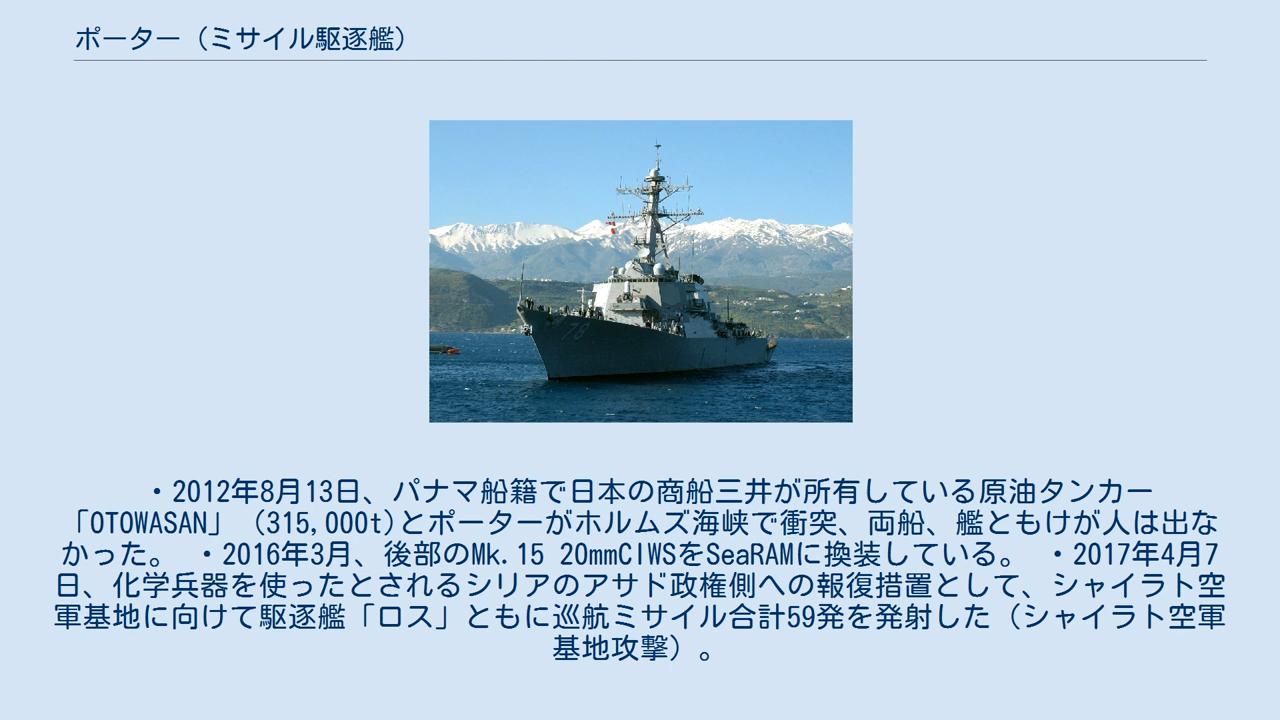 ポーター（ミサイル駆逐艦）
78
・2012年8月13日、パナマ船籍で日本の商船三井が所有している原油タンカー
「OTOWASAN」 (315,000t)とポーターがホルムズ海峡で衝突、両船、艦ともけが人は出な
かった。 ・2016年3月、後部のMk.15 20mmCIWSをSeaRAMに換装している。 ・2017年4月7
日、化学兵器を使ったとされるシリアのアサド政権側への報復措置として、シャイラト空
軍基地に向けて駆逐艦「ロス」ともに巡航ミサイル合計59発を発射した（シャイラト空軍
基地攻撃）。